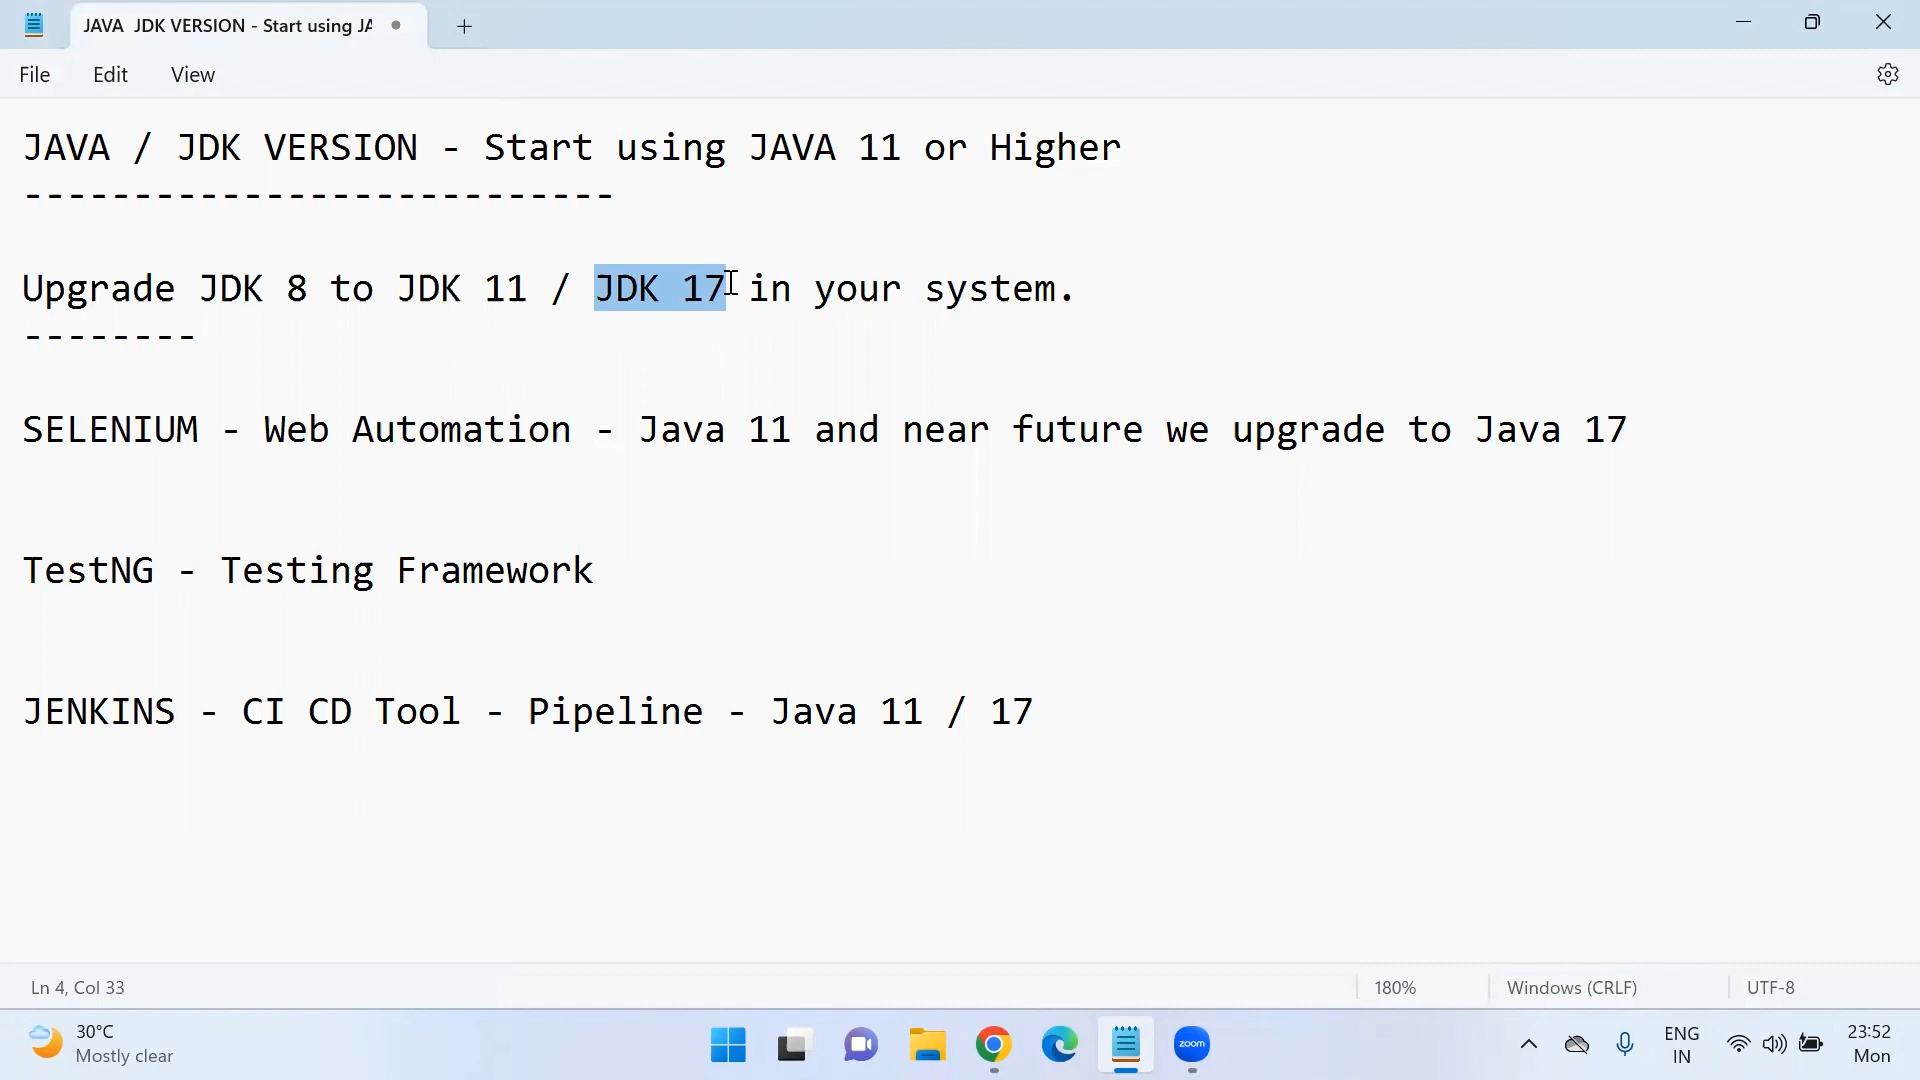 JAVA  JDK VERSION - Start using JA
File
Edit
View
JAVA / JDK VERSION - Start using JAVA 11 or Higher
---------------------------
Upgrade JDK 8 to JDK 11 / JDK 17 in your system.
--------
SELENIUM - Web Automation - Java 11 and near future we upgrade to Java 17
TestNG - Testing Framework
JENKINS - CI CD Tool - Pipeline - Java 11 / 17
Ln 4, Col 33
180%
Windows (CRLF)
UTF-8
30°C
Mostly clear
zoom
ENG
IN
23:52
Mon